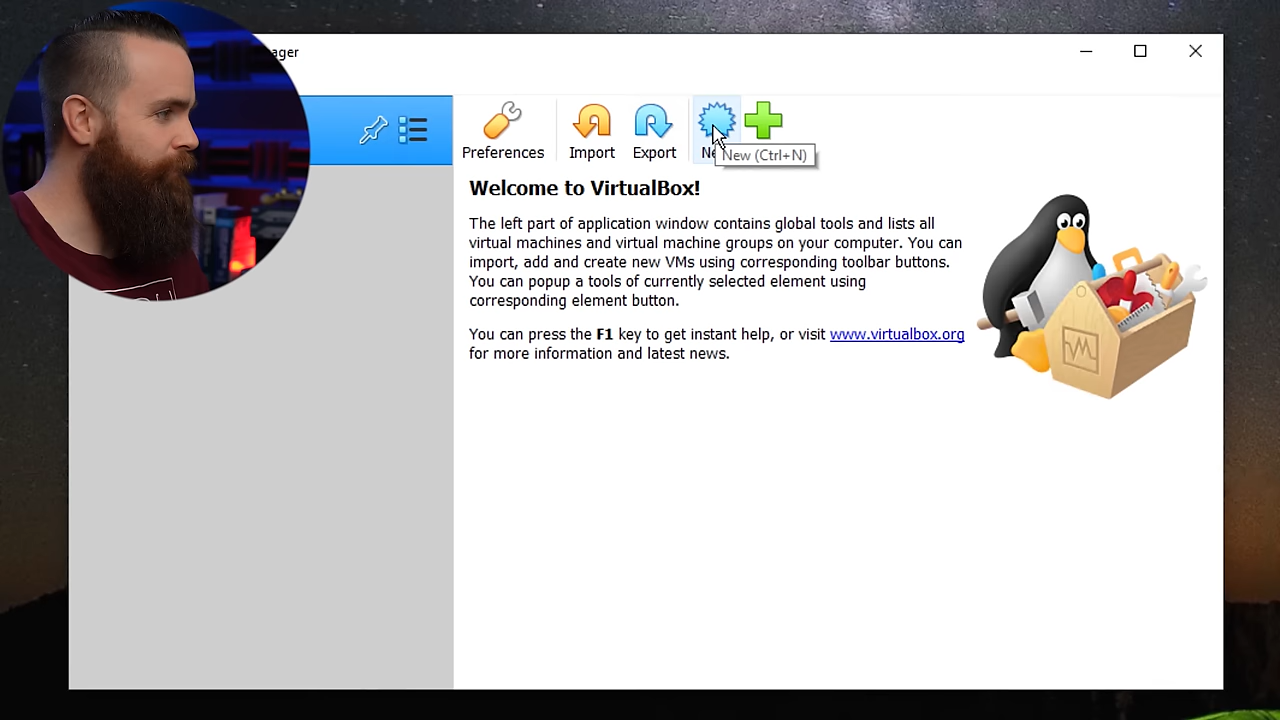 ager
Preferences
Import
Export
Ne
New (Ctrl+N)
Welcome to VirtualBox!
The left part of application window contains global tools and lists all
virtual machines and virtual machine groups on your computer. You can
import, add and create new VMs using corresponding toolbar buttons.
You can popup a tools of currently selected element using
corresponding element button.
You can press the F1 key to get instant help, or visit www.virtualbox.org
for more information and latest news.